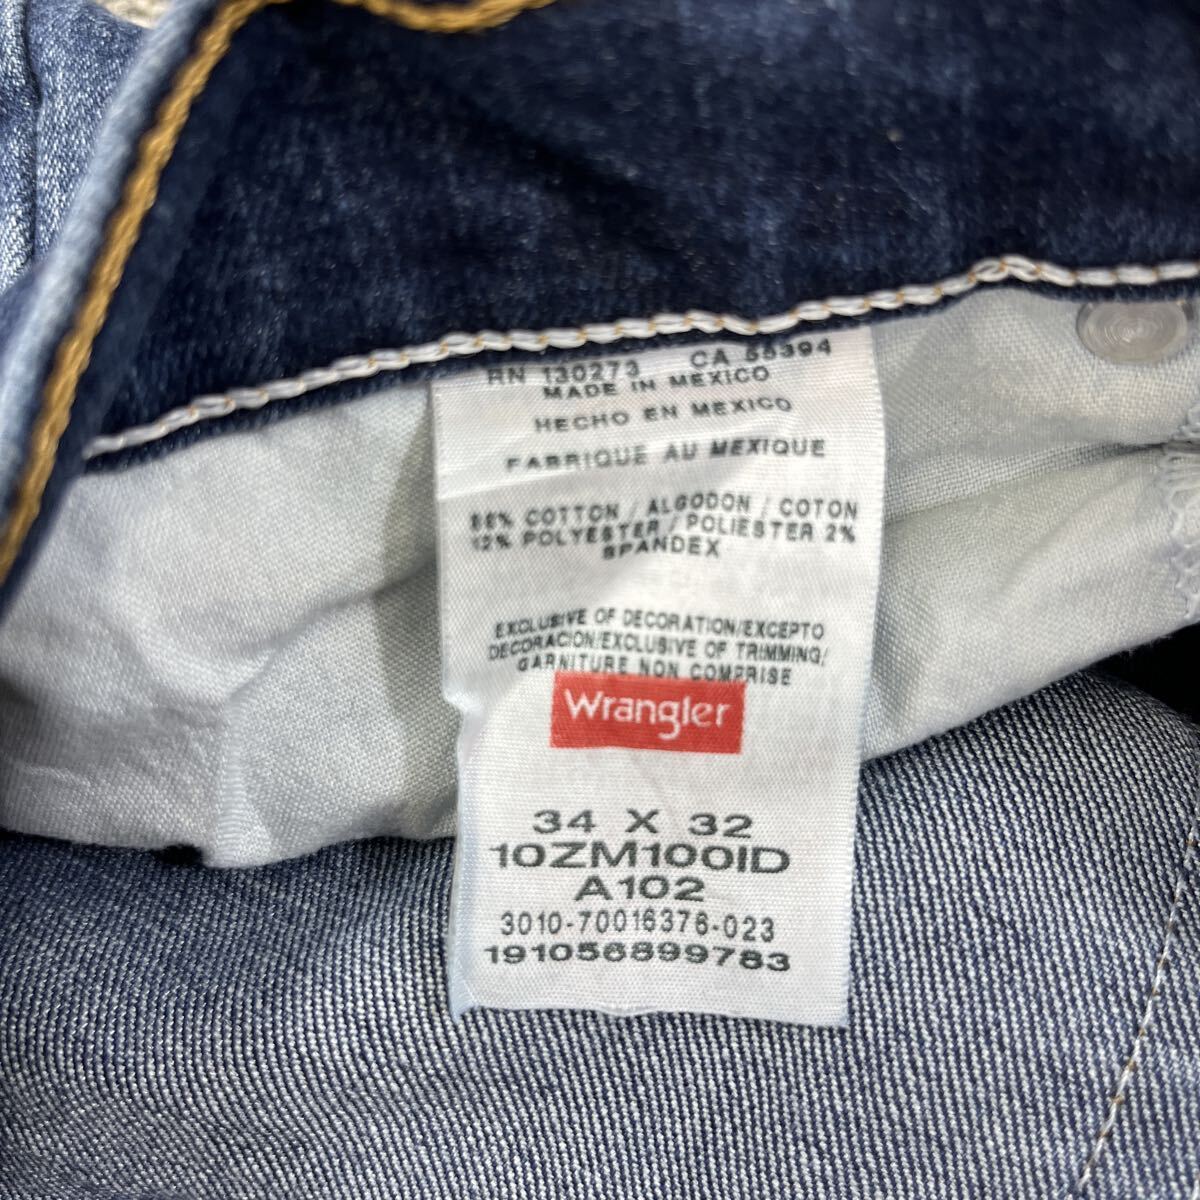 RN 130273 CA 55394
MADE IN MEXICO
HECHO EN MEXICO
FABRIQUE AU MEXIQUE
86% COTTON / ALGODON / COTON
12% POLYESTER / POLIESTER 2%
SPANDEX
EXCLUSIVE OF DECORATION/EXCEPTO
DECORACION/EXCLUSIVE OF TRIMMING/
GARNITURE NON COMPRISE
Wrangler
34 X 32
10ZM100ID
A102
3010-70016376-023
191056899783